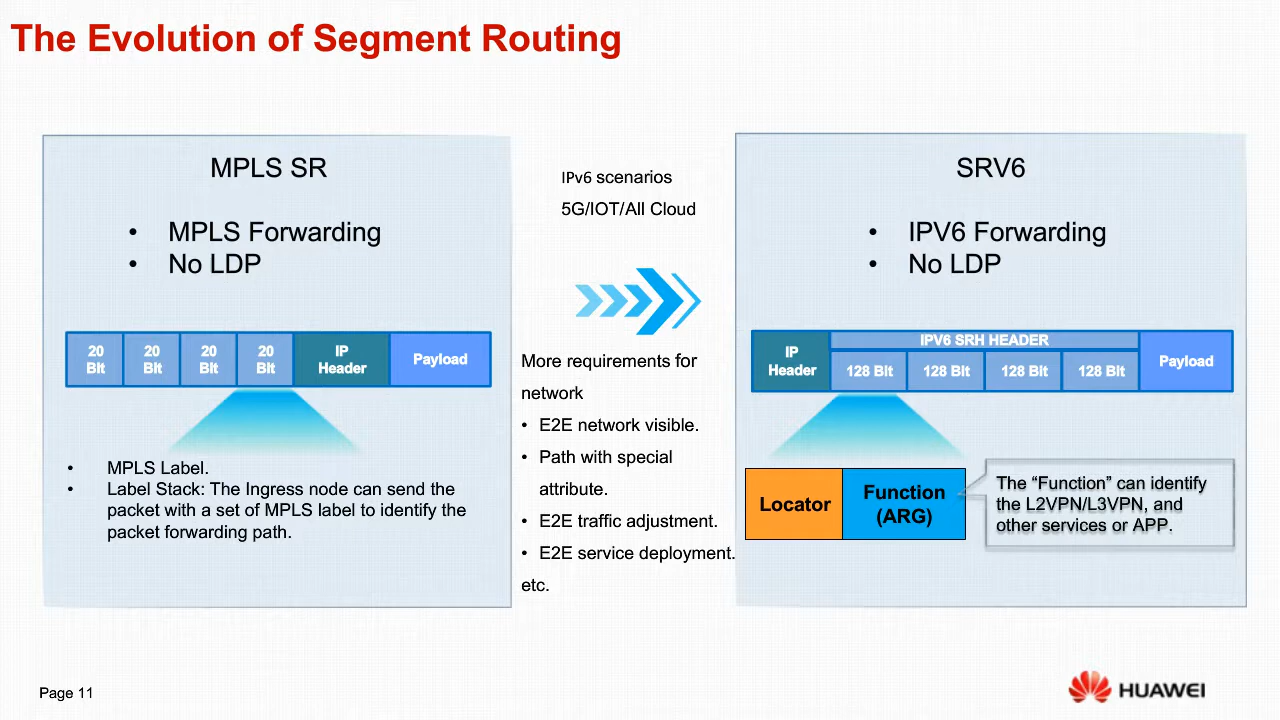 The Evolution of Segment Routing
MPLS SR
• MPLS Forwarding
• No LDP
20 Bit
20 Bit
20 Bit
20 Bit
IP Header
Payload
• MPLS Label.
• Label Stack: The Ingress node can send the
packet with a set of MPLS label to identify the
packet forwarding path.
IPv6 scenarios
5G/IOT/All Cloud
More requirements for
network
• E2E network visible.
• Path with special
attribute.
• E2E traffic adjustment.
• E2E service deployment.
etc.
SRV6
• IPV6 Forwarding
• No LDP
IP Header
IPV6 SRH HEADER
128 Bit
128 Bit
128 Bit
128 Bit
Payload
Locator
Function
(ARG)
The “Function” can identify
the L2VPN/L3VPN, and
other services or APP.
Page 11
HUAWEI